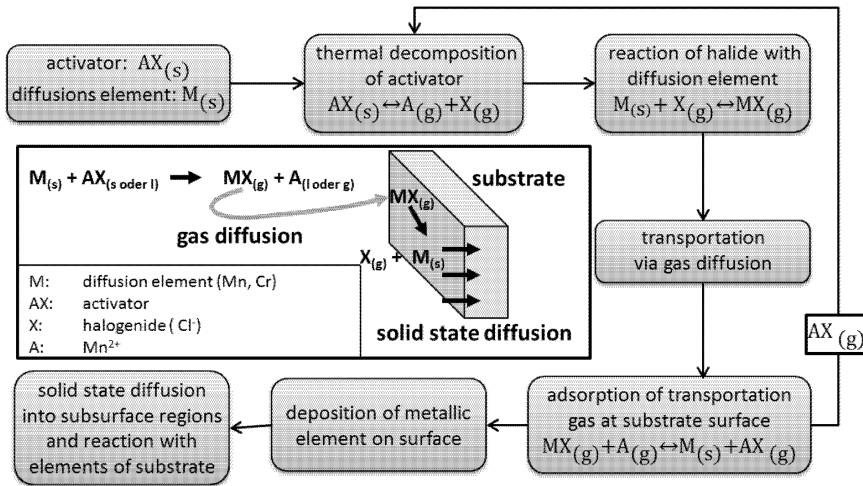 activator: AX(s)
diffusions element: M(s)
thermal decomposition
of activator
AX(s)↔A(g)+X(g)
reaction of halide with
diffusion element
M(s)+ X(g)↔MX(g)
M(s) + AX(s oder l) → MX(g) + A(l oder g)
gas diffusion
substrate
MX(g)
X(g) + M(s)
solid state diffusion
M: diffusion element (Mn, Cr)
AX: activator
X: halogenide ( Cl-)
A: Mn2+
transportation
via gas diffusion
AX (g)
adsorption of transportation
gas at substrate surface
MX(g)+A(g)↔M(s)+AX (g)
deposition of metallic
element on surface
solid state diffusion
into subsurface regions
and reaction with
elements of substrate